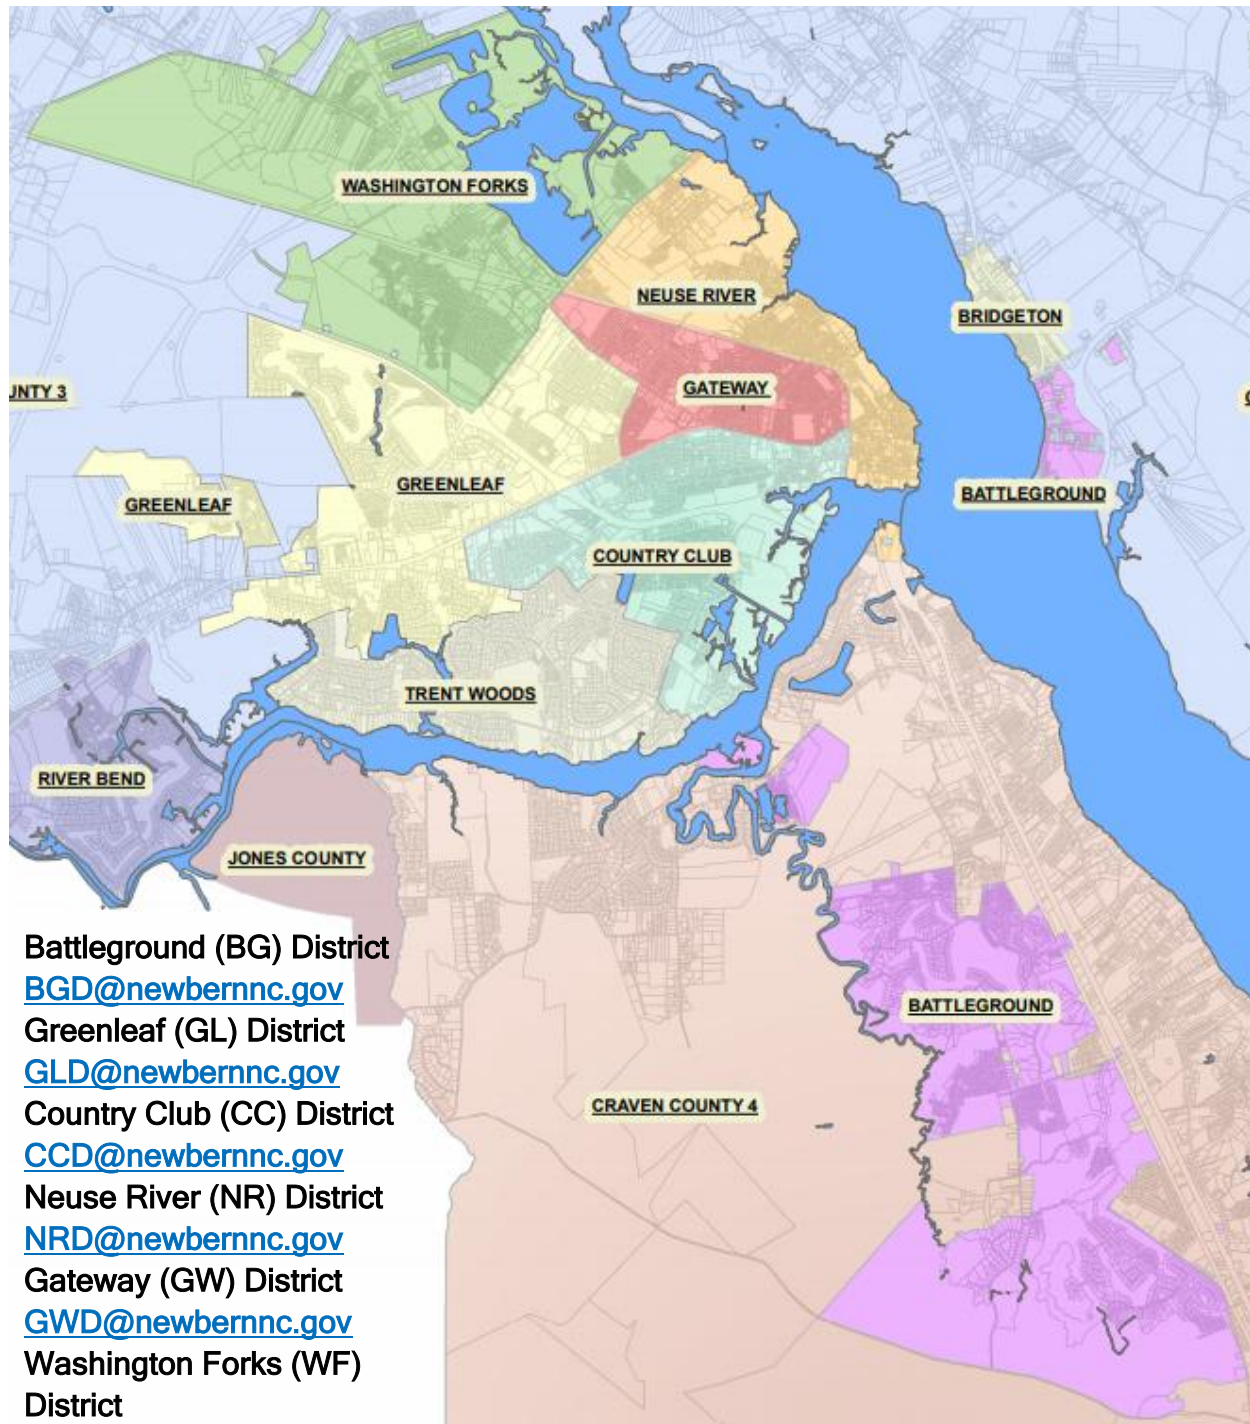 WASHINGTON FORKS
NEUSE RIVER
BRIDGETON
GATEWAY
UNTY 3
GREENLEAF
GREENLEAF
BATTLEGROUND
COUNTRY CLUB
TRENT WOODS
RIVER BEND
JONES COUNTY
BATTLEGROUND
CRAVEN COUNTY 4
Battleground (BG) District
BGD@newbernnc.gov
Greenleaf (GL) District
GLD@newbernnc.gov
Country Club (CC) District
CCD@newbernnc.gov
Neuse River (NR) District
NRD@newbernnc.gov
Gateway (GW) District
GWD@newbernnc.gov
Washington Forks (WF)
District